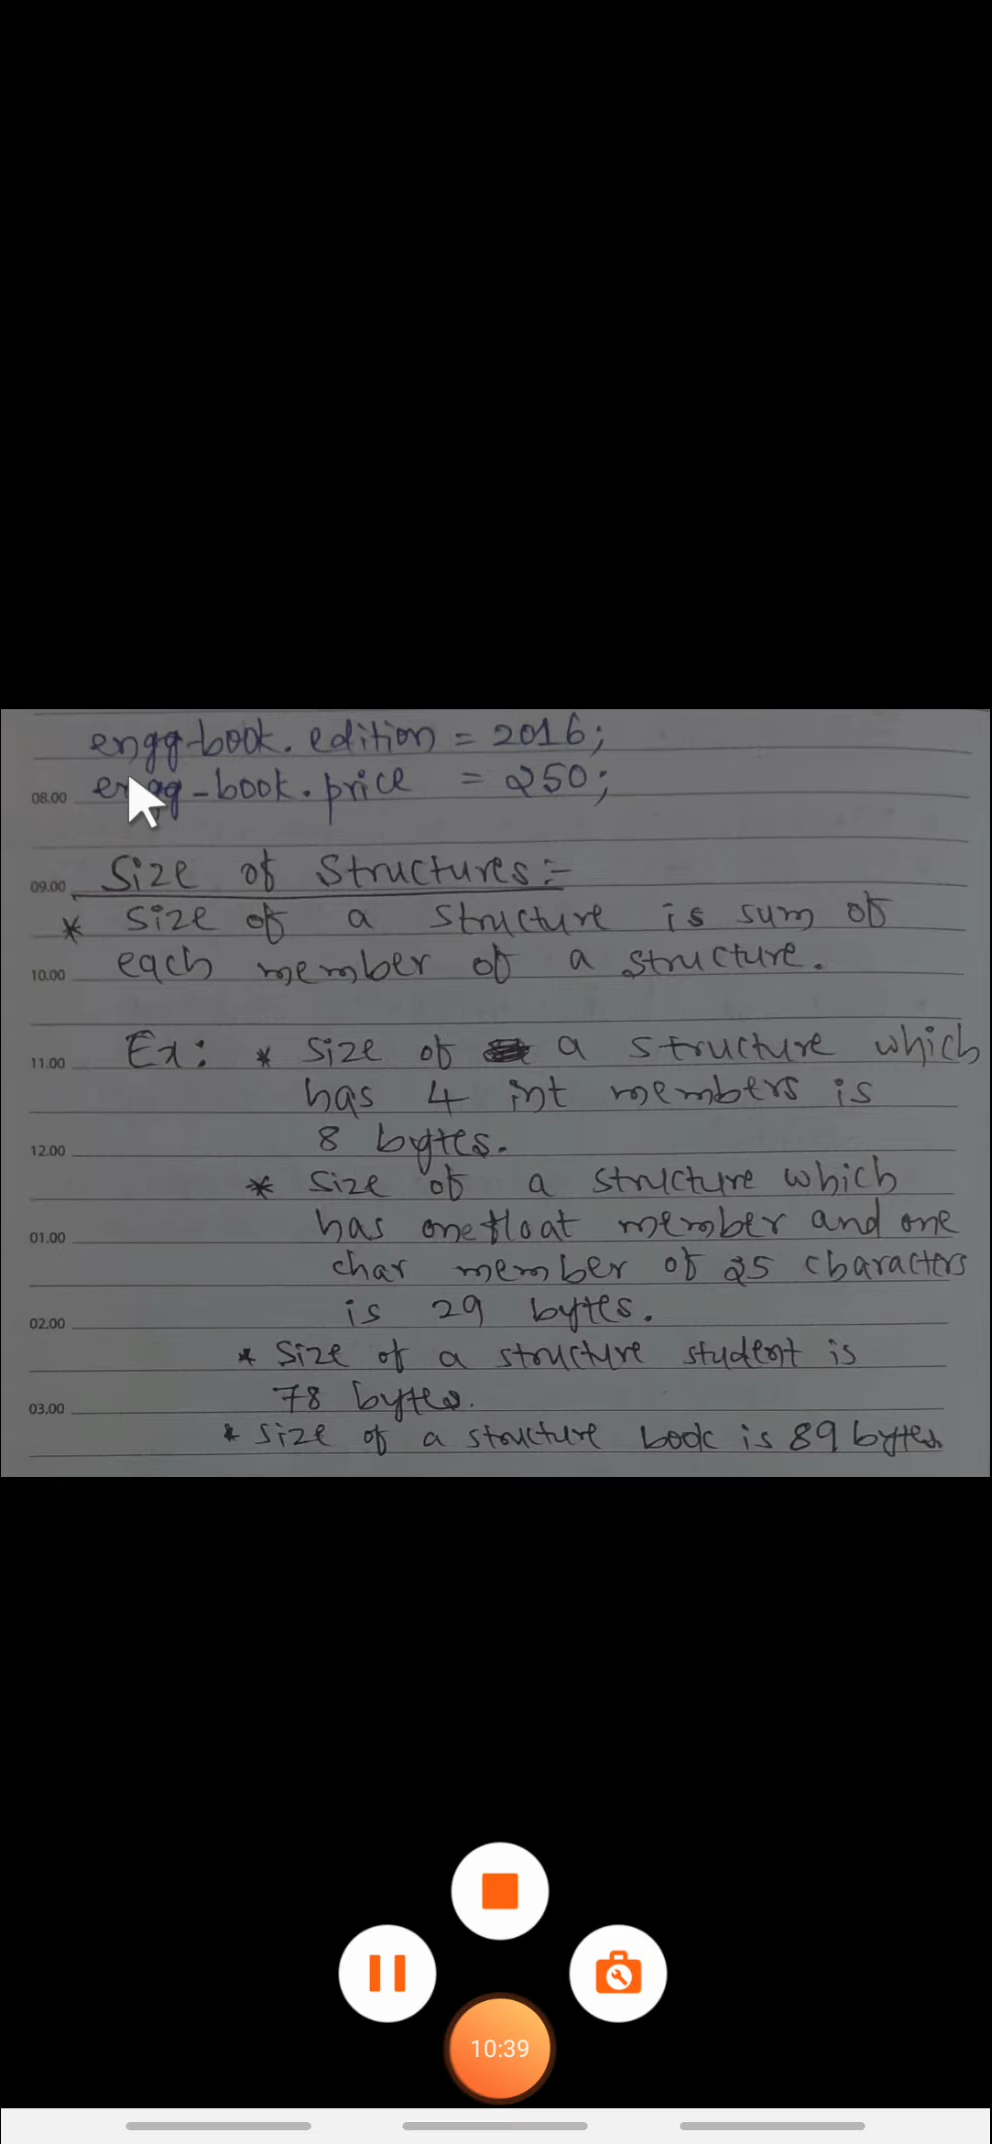 engg-book. edition = 2016;
engg-book. price = 250;
08.00
Size of Structures:-
09.00
* Size of a structure is sum of
each member of a structure.
10.00
Ex: * Size of a structure which
11.00
has 4 int members is
8 bytes.
12.00
* Size of a structure which
has one float member and one
01.00
char member of 25 characters
is 29 bytes.
02.00
* Size of a structure student is
78 bytes.
03.00
* Size of a structure book is 89 bytes
10:39